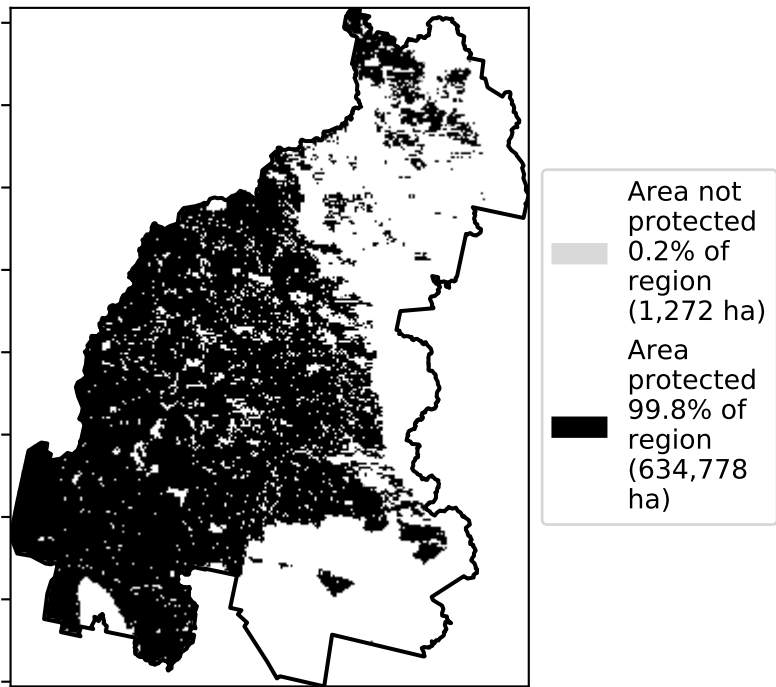 Area not
protected
0.2% of
region
(1,272 ha)
Area
protected
99.8% of
region
(634,778
ha)